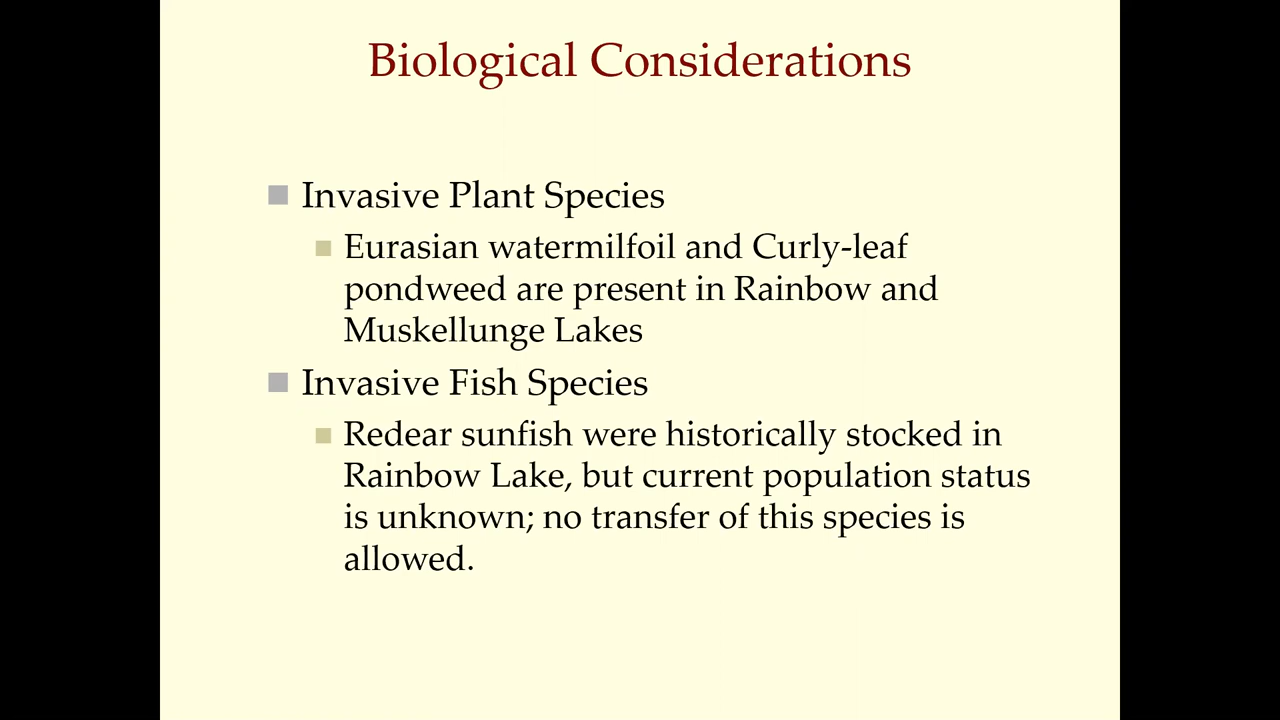 Biological Considerations
Invasive Plant Species
Eurasian watermilfoil and Curly-leaf
pondweed are present in Rainbow and
Muskellunge Lakes
Invasive Fish Species
Redear sunfish were historically stocked in
Rainbow Lake, but current population status
is unknown; no transfer of this species is
allowed.